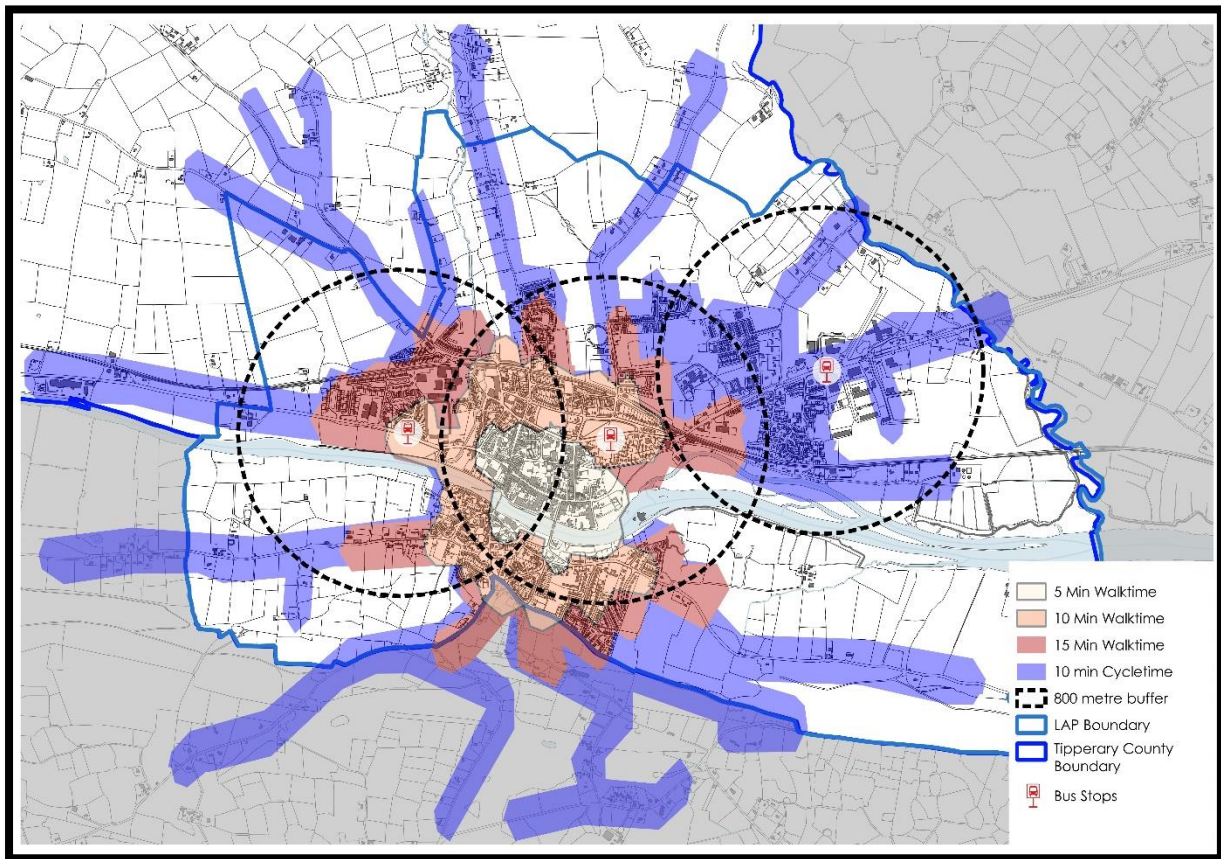 5 Min Walktime
10 Min Walktime
15 Min Walktime
10 min Cycletime
800 metre buffer
LAP Boundary
Tipperary County
Boundary
Bus Stops